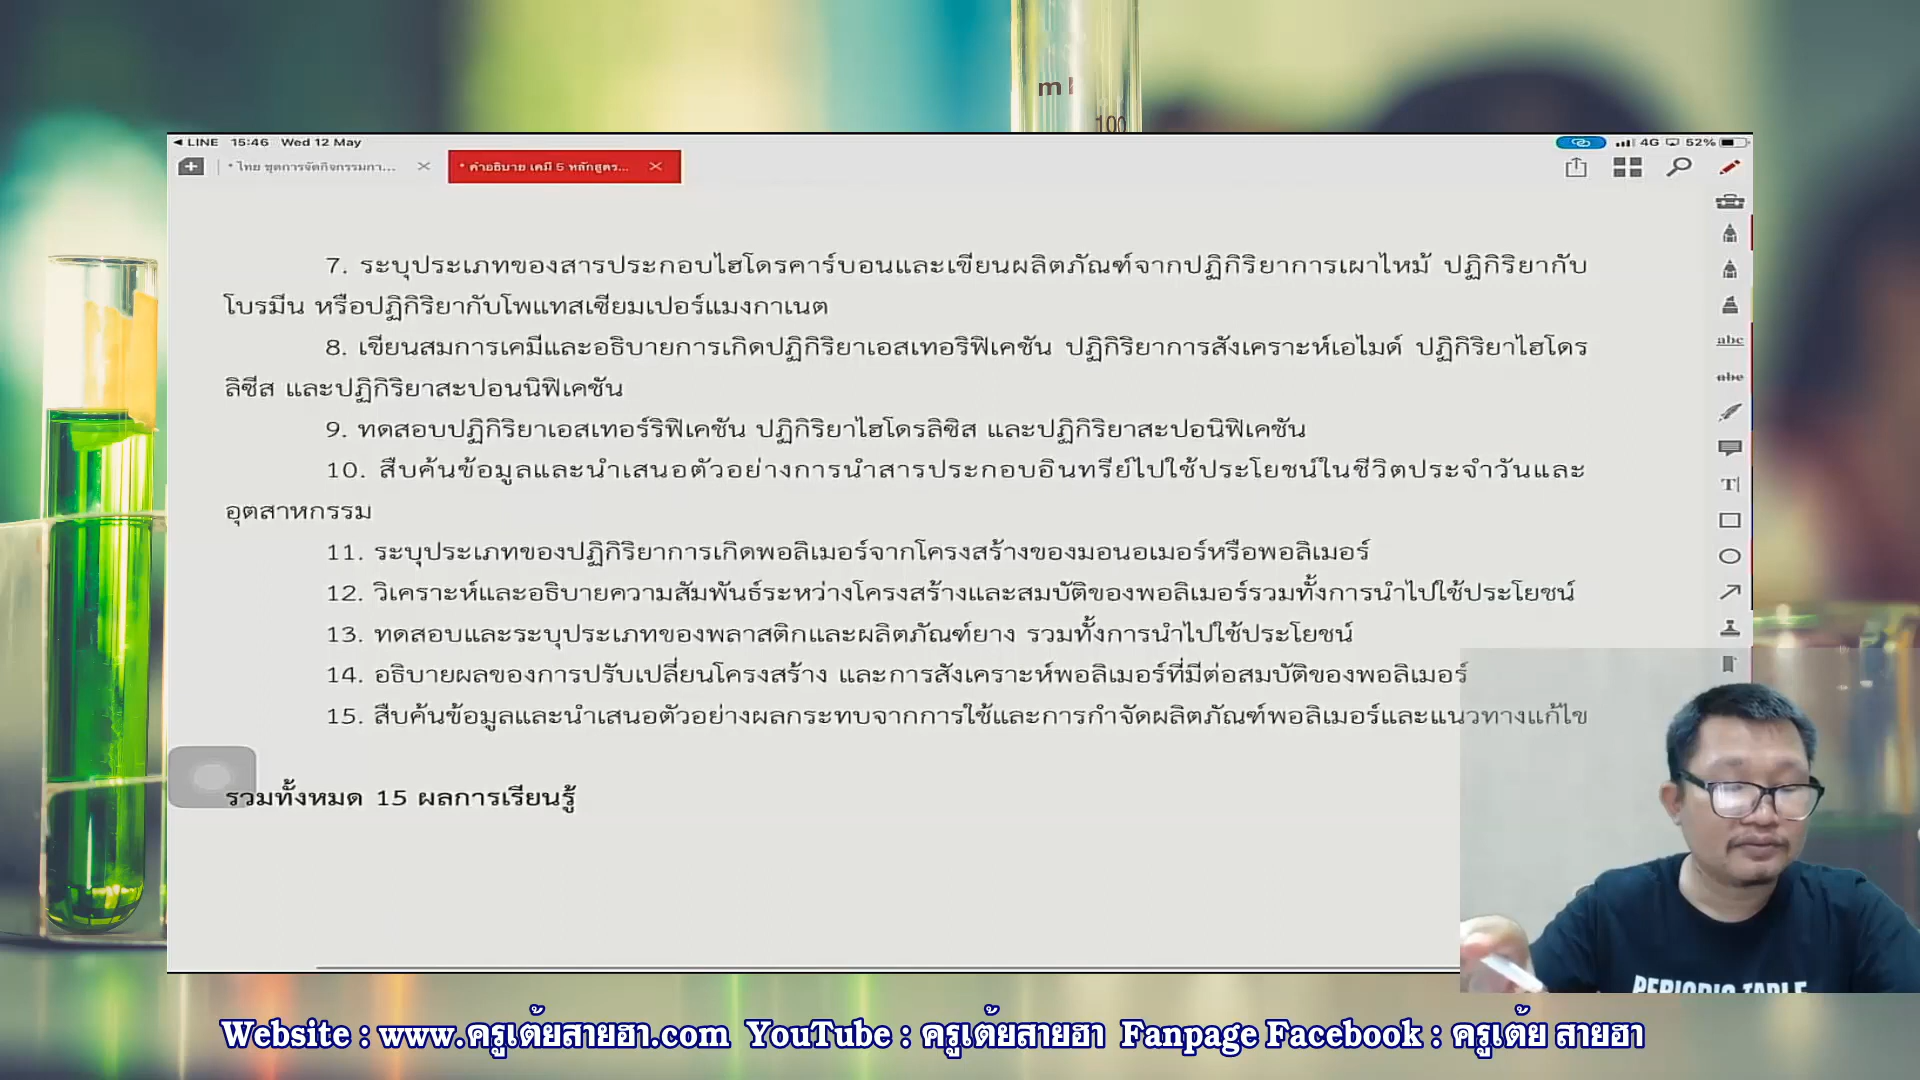 ml
100
LINE 15:46 Wed 12 May
4G 52%
* ไทย ชุดการจัดกิจกรรมกา...
* คำอธิบาย เคมี 5 หลักสูตร...
7. ระบุประเภทของสารประกอบไฮโดรคาร์บอนและเขียนผลิตภัณฑ์จากปฏิกิริยาการเผาไหม้ ปฏิกิริยากับ
โบรมีน หรือปฏิกิริยากับโพแทสเซียมเปอร์แมงกาเนต
8. เขียนสมการเคมีและอธิบายการเกิดปฏิกิริยาเอสเทอริฟิเคชัน ปฏิกิริยาการสังเคราะห์เอไมด์ ปฏิกิริยาไฮโดร
ลิซีส และปฏิกิริยาสะปอนนิฟิเคชัน
9. ทดสอบปฏิกิริยาเอสเทอร์ริฟิเคชัน ปฏิกิริยาไฮโดรลิซิส และปฏิกิริยาสะปอนิฟิเคชัน
10. สืบค้นข้อมูลและนำเสนอตัวอย่างการนำสารประกอบอินทรีย์ไปใช้ประโยชน์ในชีวิตประจำวันและ
อุตสาหกรรม
11. ระบุประเภทของปฏิกิริยาการเกิดพอลิเมอร์จากโครงสร้างของมอนอเมอร์หรือพอลิเมอร์
12. วิเคราะห์และอธิบายความสัมพันธ์ระหว่างโครงสร้างและสมบัติของพอลิเมอร์รวมทั้งการนำไปใช้ประโยชน์
13. ทดสอบและระบุประเภทของพลาสติกและผลิตภัณฑ์ยาง รวมทั้งการนำไปใช้ประโยชน์
14. อธิบายผลของการปรับเปลี่ยนโครงสร้าง และการสังเคราะห์พอลิเมอร์ที่มีต่อสมบัติของพอลิเมอร์
15. สืบค้นข้อมูลและนำเสนอตัวอย่างผลกระทบจากการใช้และการกำจัดผลิตภัณฑ์พอลิเมอร์และแนวทางแก้ไข
รวมทั้งหมด 15 ผลการเรียนรู้
abc
abc
T
PERIODIC TABLE
Website : www.ครูเต้ยสายฮา.com YouTube : ครูเต้ยสายฮา Fanpage Facebook : ครูเต้ย สายฮา